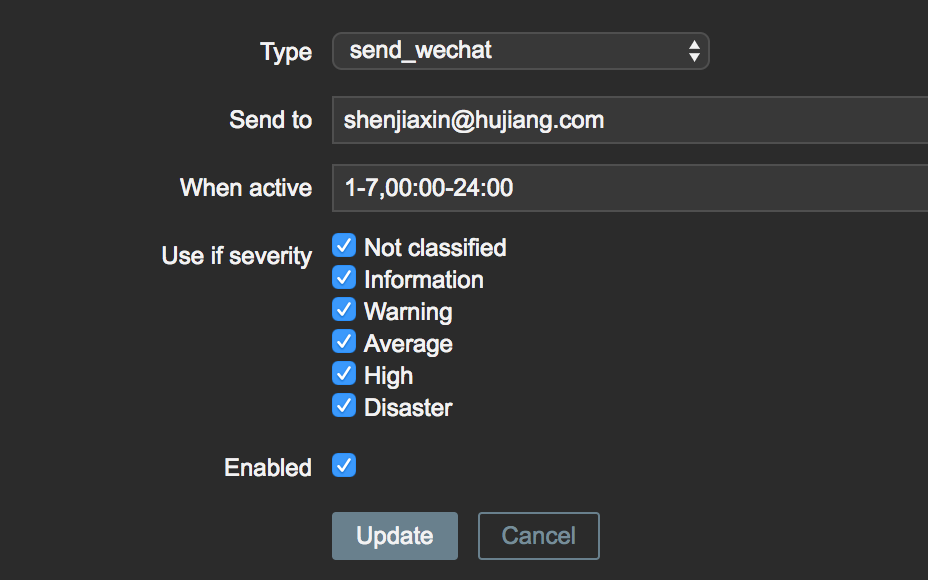 Type send_wechat
Send to shenjiaxin@hujiang.com
When active 1-7,00:00-24:00
Use if severity Not classified
Information
Warning
Average
High
Disaster
Enabled
Update Cancel